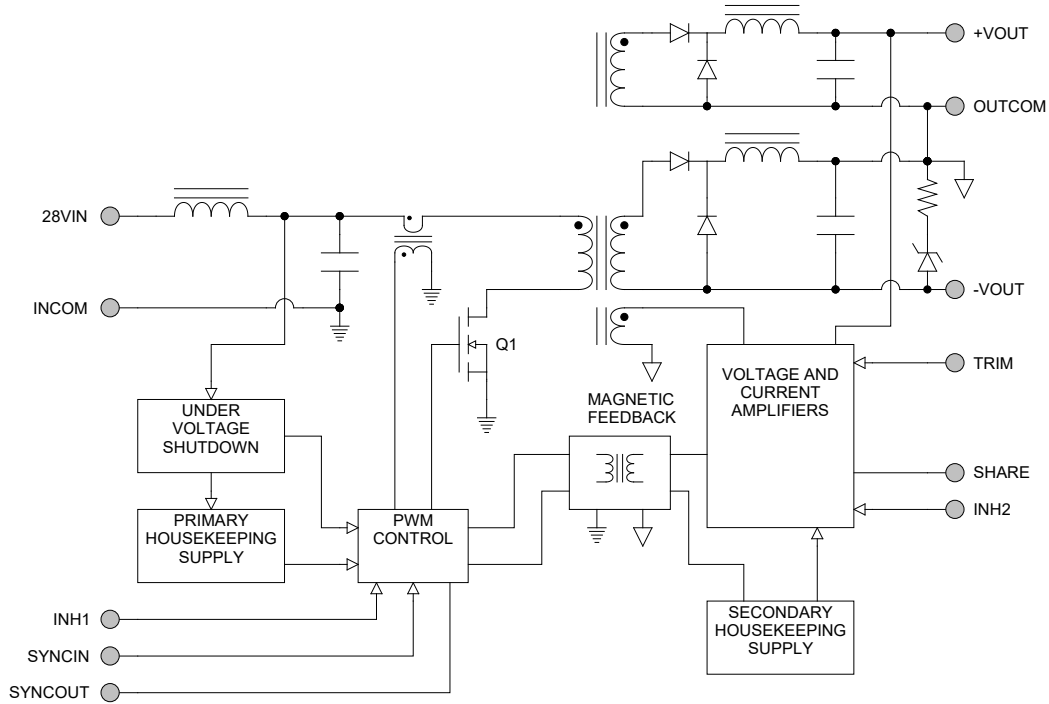 +VOUT
OUTCOM
28VIN
INCOM
-VOUT
Q1
TRIM
VOLTAGE AND
CURRENT
AMPLIFIERS
MAGNETIC
FEEDBACK
UNDER
VOLTAGE
SHUTDOWN
SHARE
INH2
PRIMARY
HOUSEKEEPING
SUPPLY
PWM
CONTROL
INH1
SYNCIN
SYNCOUT
SECONDARY
HOUSEKEEPING
SUPPLY